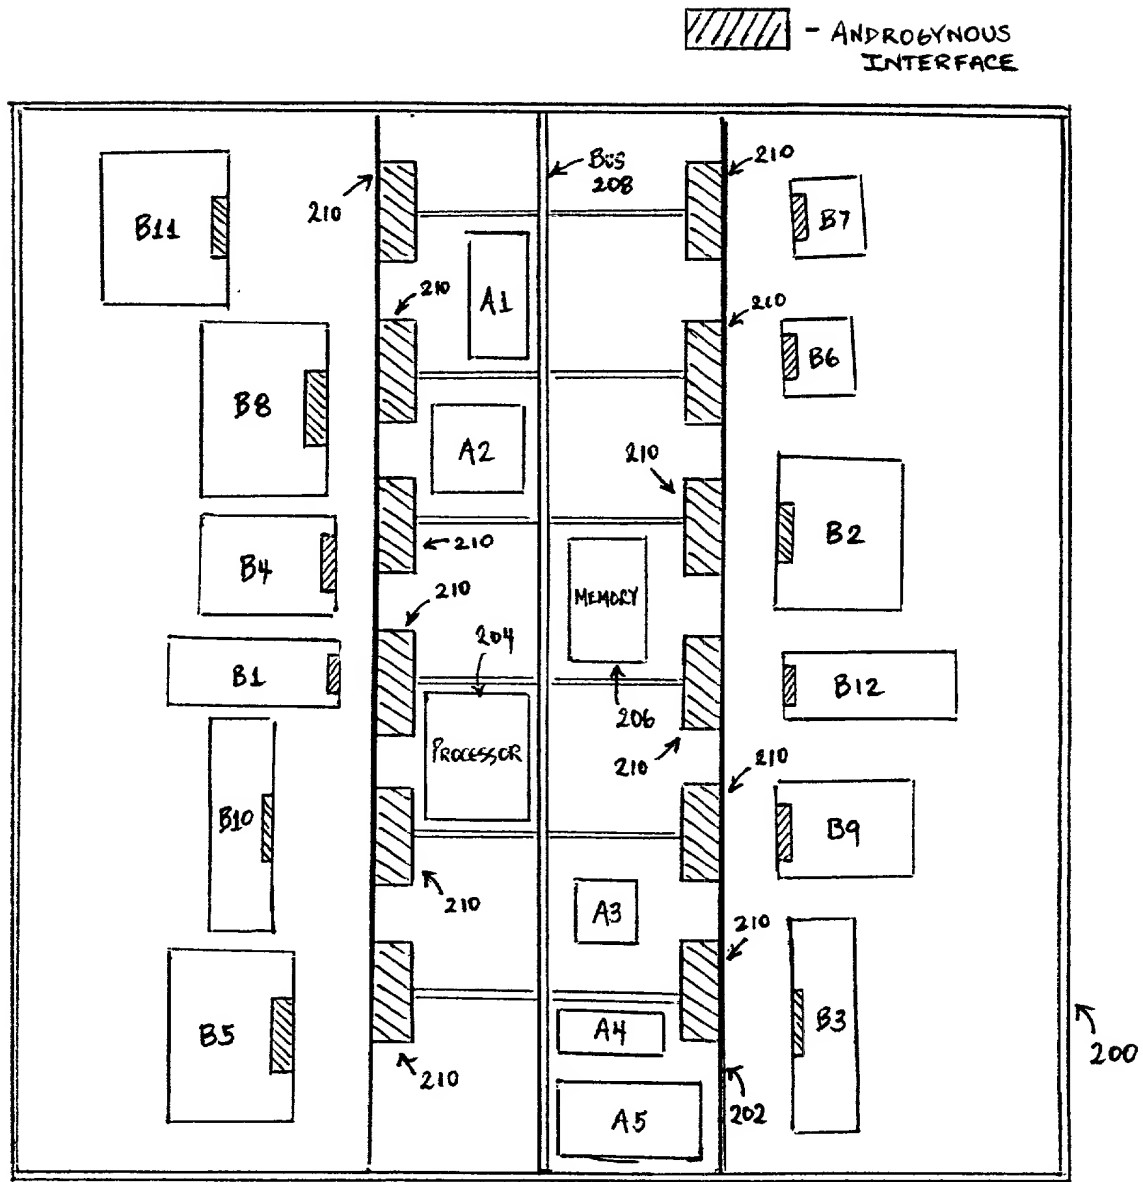 - ANDROGYNOUS
INTERFACE
BUS
208
210
210
B11
B7
210
A1
210
B6
B8
A2
210
210
B2
B4
MEMORY
210
204
B1
B12
206
PROCESSOR
210
210
B10
B9
210
A3
210
B5
A4
B3
200
210
202
A5